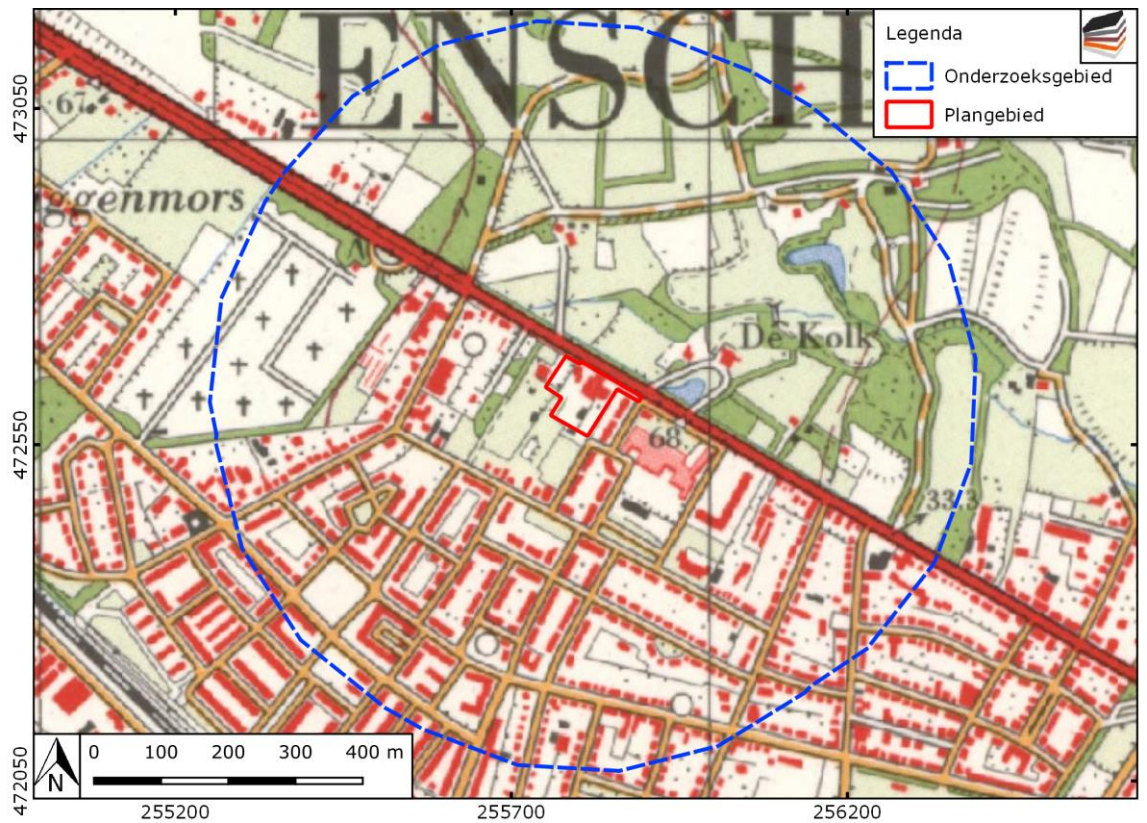 ENSCH
Legenda
Onderzoeksgebied
Plangebied
67
ggenmors
De Kolk
68
33.3
0 100 200 300 400 m
N
473050
472550
472050
255200
255700
256200